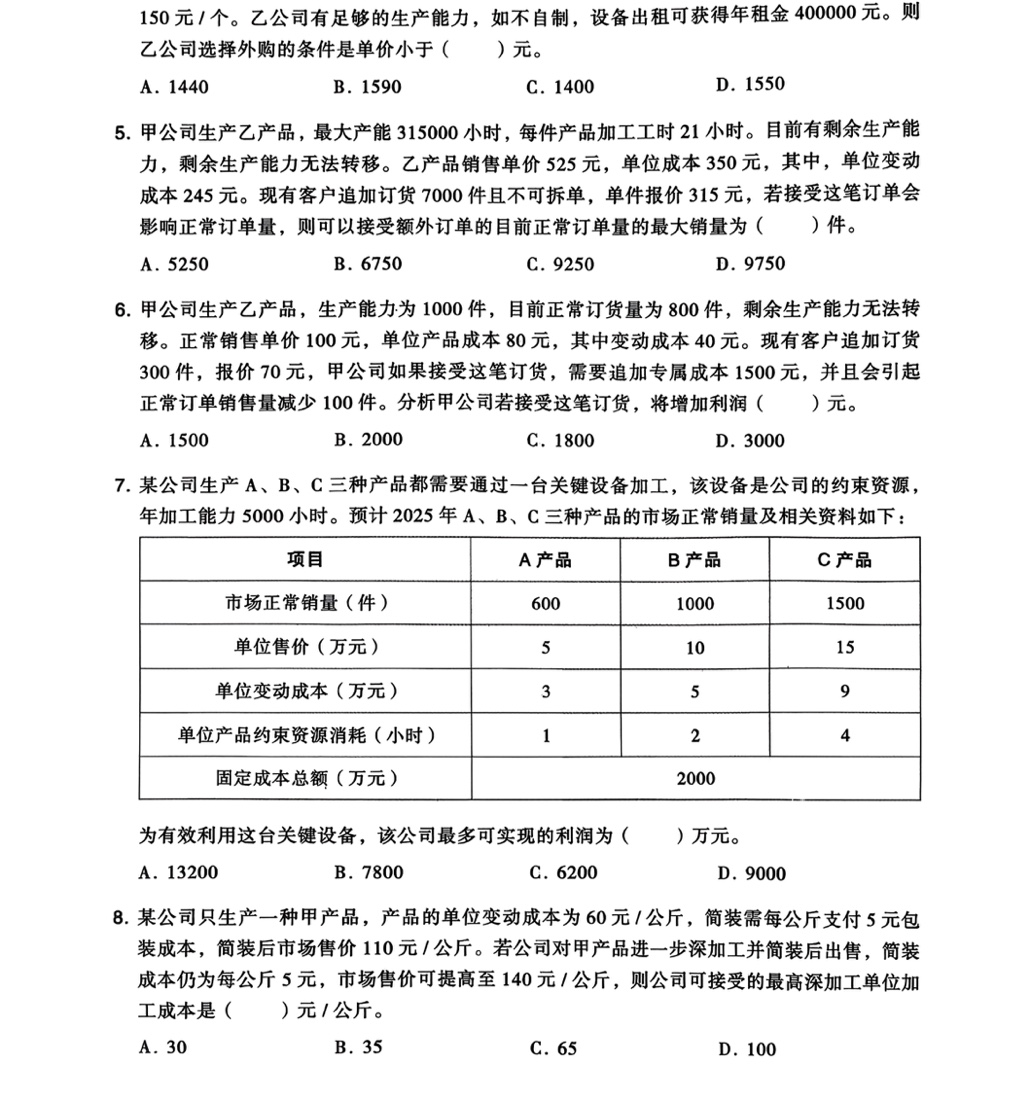 150 元 / 个。乙公司有足够的生产能力，如不自制，设备出租可获得年租金 400000 元。则
乙公司选择外购的条件是单价小于（ ）元。
A. 1440 B. 1590 C. 1400 D. 1550
5. 甲公司生产乙产品，最大产能 315000 小时，每件产品加工工时 21 小时。目前有剩余生产能
力，剩余生产能力无法转移。乙产品销售单价 525 元，单位成本 350 元，其中，单位变动
成本 245 元。现有客户追加订货 7000 件且不可拆单，单件报价 315 元，若接受这笔订单会
影响正常订单量，则可以接受额外订单的目前正常订单量的最大销量为（ ）件。
A. 5250 B. 6750 C. 9250 D. 9750
6. 甲公司生产乙产品，生产能力为 1000 件，目前正常订货量为 800 件，剩余生产能力无法转
移。正常销售单价 100 元，单位产品成本 80 元，其中变动成本 40 元。现有客户追加订货
300 件，报价 70 元，甲公司如果接受这笔订货，需要追加专属成本 1500 元，并且会引起
正常订单销售量减少 100 件。分析甲公司若接受这笔订货，将增加利润（ ）元。
A. 1500 B. 2000 C. 1800 D. 3000
7. 某公司生产 A、B、C 三种产品都需要通过一台关键设备加工，该设备是公司的约束资源，
年加工能力 5000 小时。预计 2025 年 A、B、C 三种产品的市场正常销量及相关资料如下：
项目 A 产品 B 产品 C 产品
市场正常销量（件） 600 1000 1500
单位售价（万元） 5 10 15
单位变动成本（万元） 3 5 9
单位产品约束资源消耗（小时） 1 2 4
固定成本总额（万元） 2000
为有效利用这台关键设备，该公司最多可实现的利润为（ ）万元。
A. 13200 B. 7800 C. 6200 D. 9000
8. 某公司只生产一种甲产品，产品的单位变动成本为 60 元 / 公斤，简装需每公斤支付 5 元包
装成本，简装后市场售价 110 元 / 公斤。若公司对甲产品进一步深加工并简装后出售，简装
成本仍为每公斤 5 元，市场售价可提高至 140 元 / 公斤，则公司可接受的最高深加工单位加
工成本是（ ）元 / 公斤。
A. 30 B. 35 C. 65 D. 100